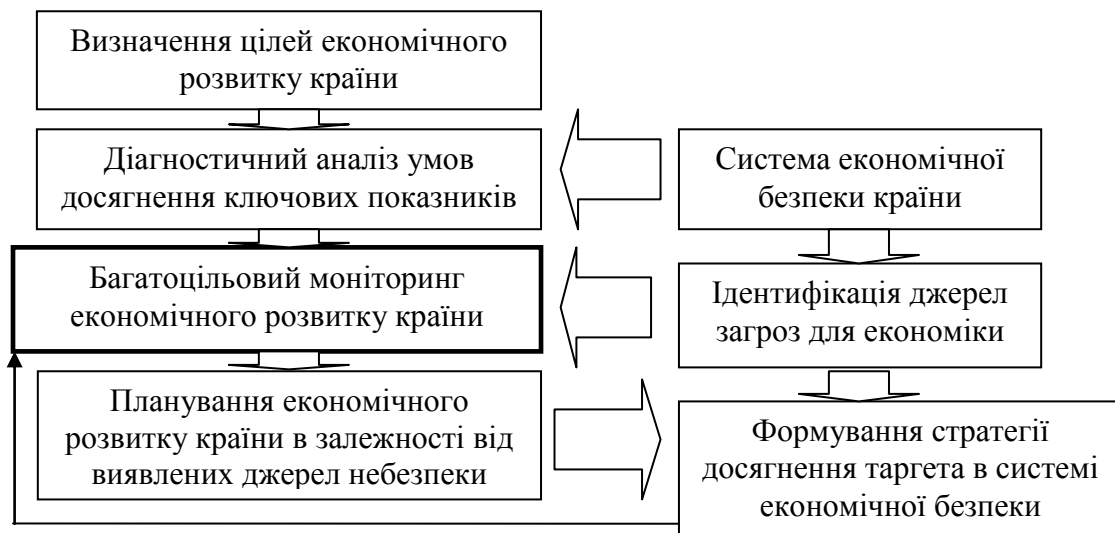 Визначення цілей економічного
розвитку країни
Діагностичний аналіз умов
досягнення ключових показників
Багатоцільовий моніторинг
економічного розвитку країни
Планування економічного
розвитку країни в залежності від
виявлених джерел небезпеки
Система економічної
безпеки країни
Ідентифікація джерел
загроз для економіки
Формування стратегії
досягнення таргета в системі
економічної безпеки